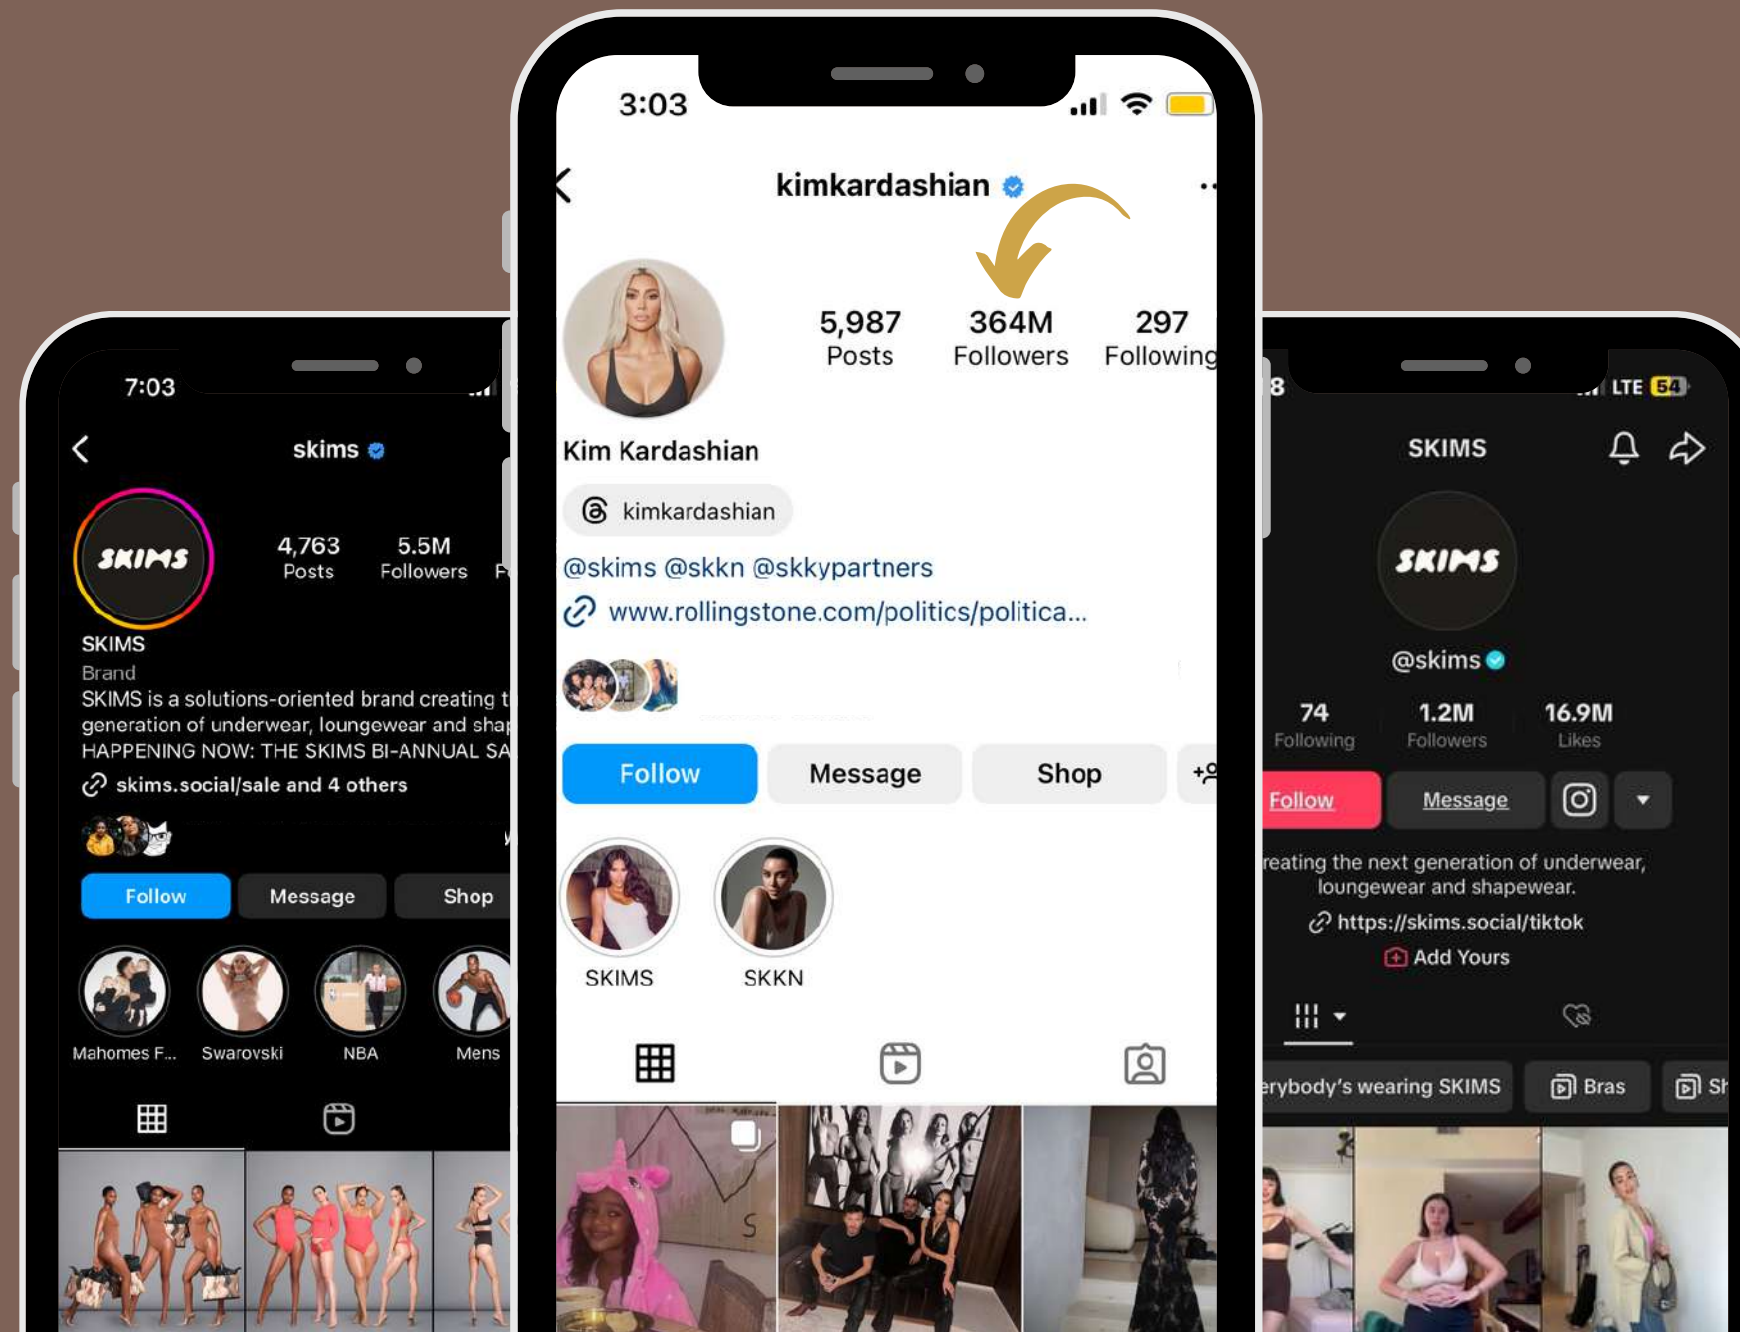 7:03
skims
SKIMS
4,763
Posts
5.5M
Followers
SKIMS
Brand
SKIMS is a solutions-oriented brand creating
generation of underwear, loungewear and
HAPPENING NOW: THE SKIMS BI-ANNUAL
skims.social/sale and 4 others
Follow
Message
Shop
Mahomes F...
Swarovski
NBA
Mens
3:03
kimkardashian
5,987
Posts
364M
Followers
297
Following
Kim Kardashian
kimkardashian
@skims @skkn @skkypartners
www.rollingstone.com/politics/politica...
Follow
Message
Shop
SKIMS
SKKN
8
LTE 54
SKIMS
SKIMS
@skims
74
Following
1.2M
Followers
16.9M
Likes
Follow
Message
reating the next generation of underwear,
loungewear and shapewear.
https://skims.social/tiktok
Add Yours
erybody's wearing SKIMS
Bras